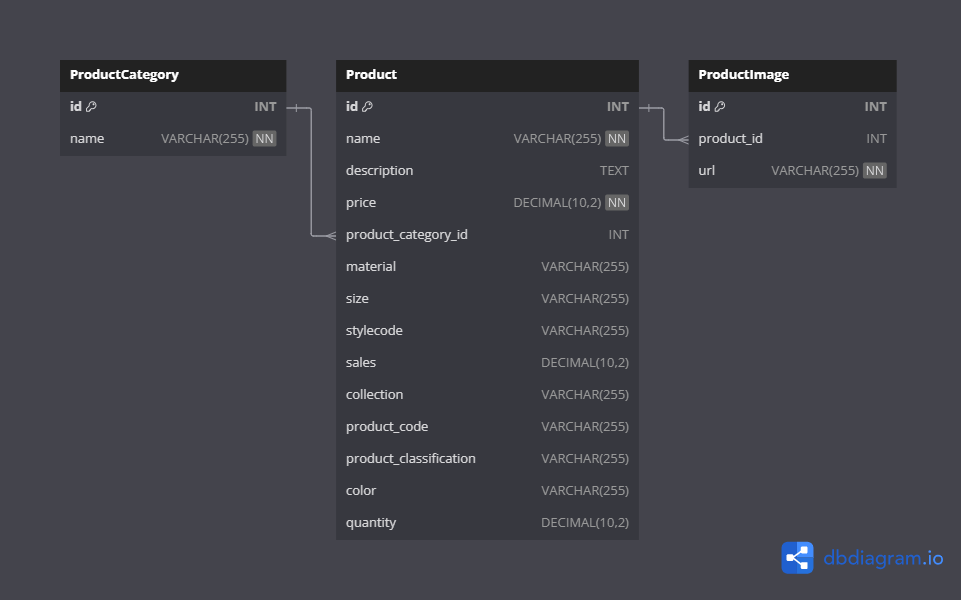 ProductCategory
id INT
name VARCHAR(255) NN
Product
id INT
name VARCHAR(255) NN
description TEXT
price DECIMAL(10,2) NN
product_category_id INT
material VARCHAR(255)
size VARCHAR(255)
stylecode VARCHAR(255)
sales DECIMAL(10,2)
collection VARCHAR(255)
product_code VARCHAR(255)
product_classification VARCHAR(255)
color VARCHAR(255)
quantity DECIMAL(10,2)
ProductImage
id INT
product_id INT
url VARCHAR(255) NN
dbdiagram.io